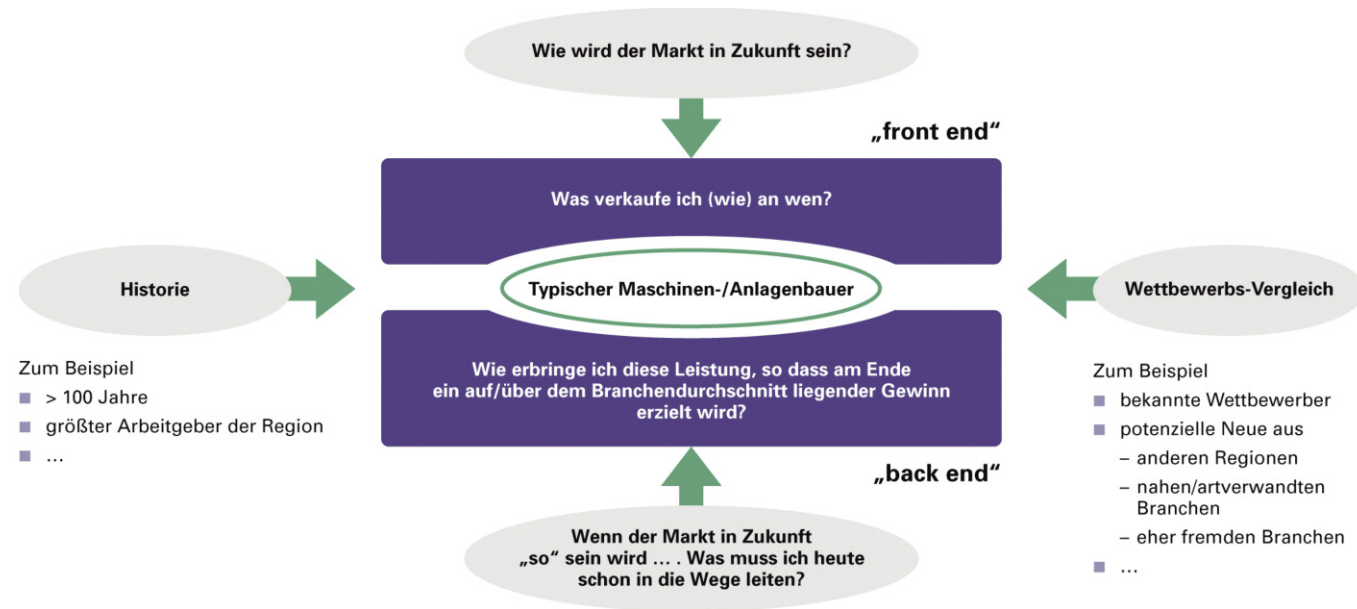 Wie wird der Markt in Zukunft sein?
„front end“
Was verkaufe ich (wie) an wen?
Historie
Typischer Maschinen-/Anlagenbauer
Wettbewerbs-Vergleich
Zum Beispiel
■ > 100 Jahre
■ größter Arbeitgeber der Region
■ …
Wie erbringe ich diese Leistung, so dass am Ende
ein auf/über dem Branchendurchschnitt liegender Gewinn
erzielt wird?
Zum Beispiel
■ bekannte Wettbewerber
■ potenzielle Neue aus
– anderen Regionen
– nahen/artverwandten
Branchen
– eher fremden Branchen
■ …
„back end“
Wenn der Markt in Zukunft
„so“ sein wird … . Was muss ich heute
schon in die Wege leiten?